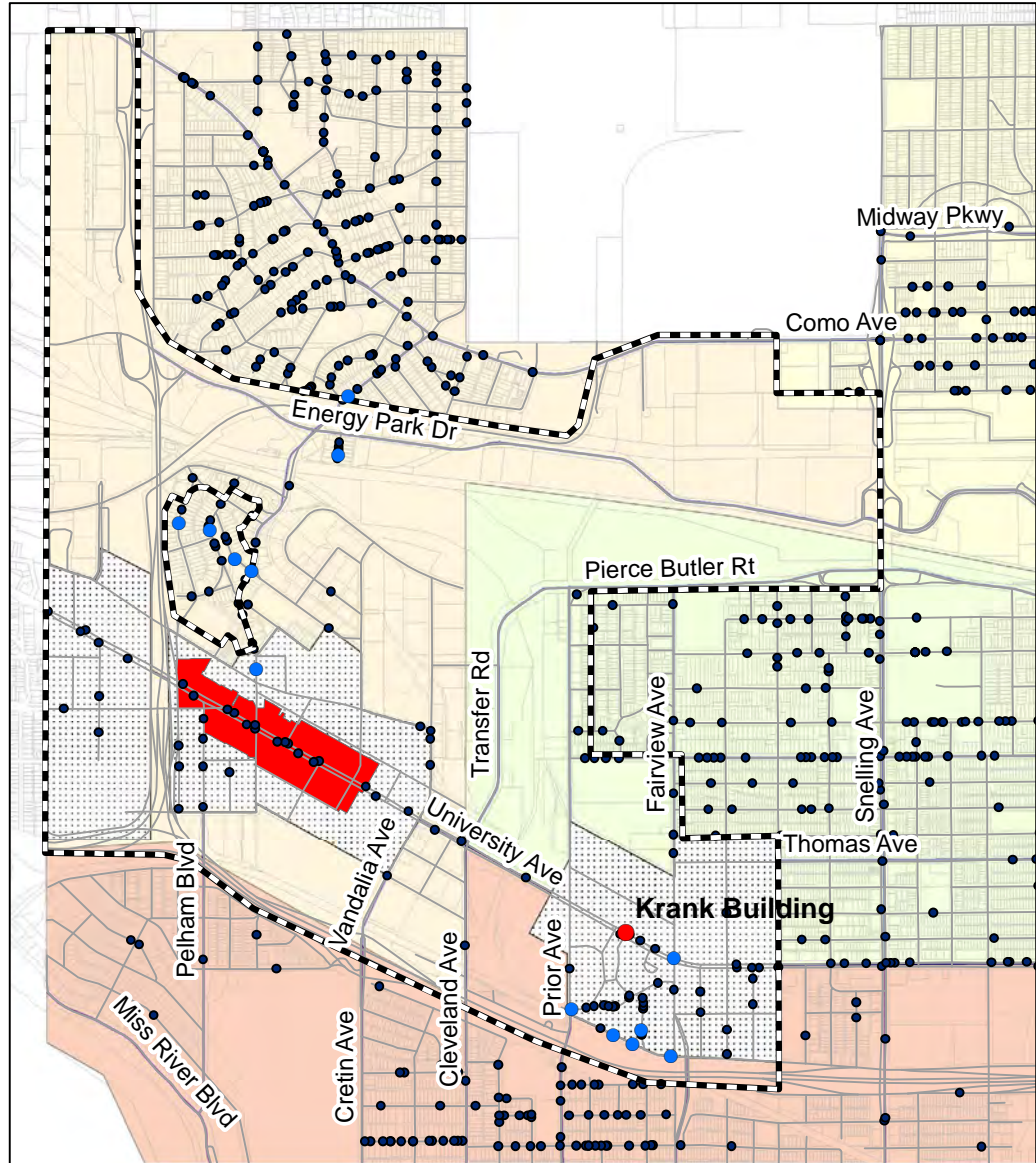 Midway Pkwy
Como Ave
Energy Park Dr
Pierce Butler Rt
Transfer Rd
Fairview Ave
Snelling Ave
University Ave
Thomas Ave
Pelham Blvd
Vandalia Ave
Krank Building
Prior Ave
Cleveland Ave
Cretin Ave
Miss River Blvd